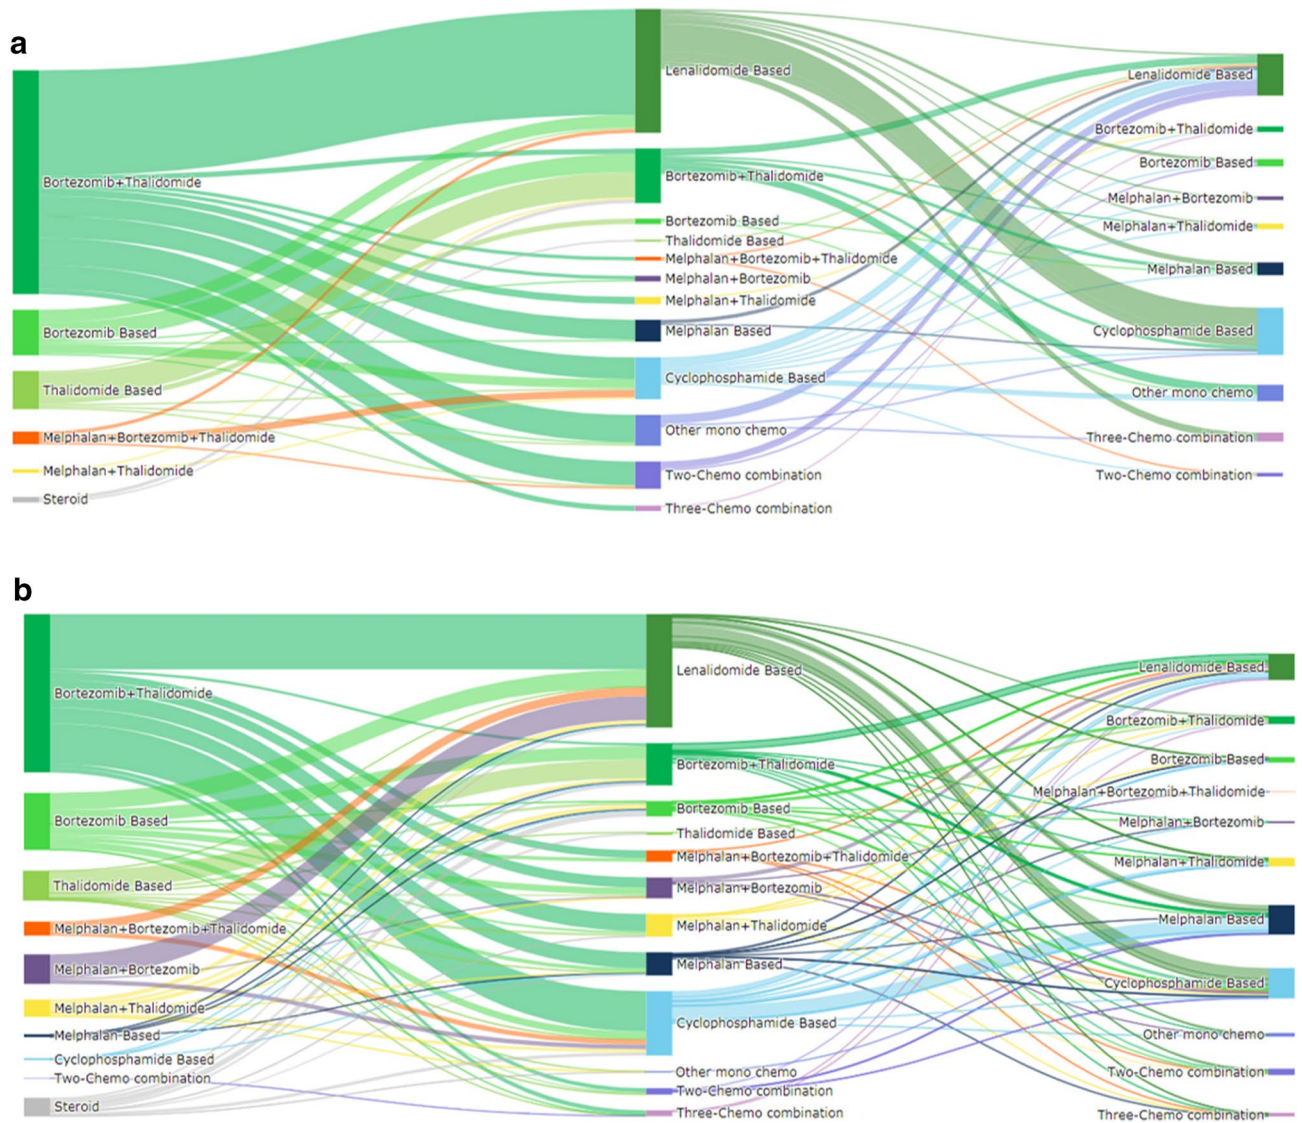 a
Bortezomib+Thalidomide
Bortezomib Based
Thalidomide Based
Melphalan+Bortezomib+Thalidomide
Melphalan+Thalidomide
Steroid
Lenalidomide Based
Bortezomib+Thalidomide
Bortezomib Based
Thalidomide Based
Melphalan+Bortezomib+Thalidomide
Melphalan+Bortezomib
Melphalan+Thalidomide
Melphalan Based
Cyclophosphamide Based
Other mono chemo
Two-Chemo combination
Three-Chemo combination
Lenalidomide Based
Bortezomib+Thalidomide
Bortezomib Based
Melphalan+Bortezomib
Melphalan+Thalidomide
Melphalan Based
Cyclophosphamide Based
Other mono chemo
Three-Chemo combination
Two-Chemo combination
b
Bortezomib+Thalidomide
Bortezomib Based
Thalidomide Based
Melphalan+Bortezomib+Thalidomide
Melphalan+Bortezomib
Melphalan+Thalidomide
Melphalan Based
Cyclophosphamide Based
Two-Chemo combination
Steroid
Lenalidomide Based
Bortezomib+Thalidomide
Bortezomib Based
Thalidomide Based
Melphalan+Bortezomib+Thalidomide
Melphalan+Bortezomib
Melphalan+Thalidomide
Melphalan Based
Cyclophosphamide Based
Other mono chemo
Two-Chemo combination
Three-Chemo combination
Lenalidomide Based
Bortezomib+Thalidomide
Bortezomib Based
Melphalan+Bortezomib+Thalidomide
Melphalan+Bortezomib
Melphalan+Thalidomide
Melphalan Based
Cyclophosphamide Based
Other mono chemo
Two-Chemo combination
Three-Chemo combination